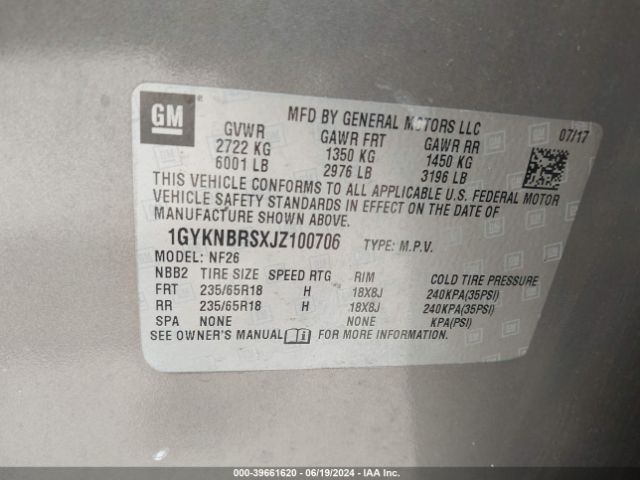 GM
MFD BY GENERAL MOTORS LLC
07/17
GVWR GAWR FRT GAWR RR
2722 KG 1350 KG 1450 KG
6001 LB 2976 LB 3196 LB
THIS VEHICLE CONFORMS TO ALL APPLICABLE U.S. FEDERAL MOTOR
VEHICLE SAFETY STANDARDS IN EFFECT ON THE DATE OF
MANUFACTURE SHOWN ABOVE.
1GYKNBRSXJZ100706 TYPE: M.P.V.
MODEL: NF26
NBB2 TIRE SIZE SPEED RTG RIM COLD TIRE PRESSURE
FRT 235/65R18 H 18X8J 240KPA(35PSI)
RR 235/65R18 H 18X8J 240KPA(35PSI)
SPA NONE NONE KPA(PSI)
SEE OWNER'S MANUAL FOR MORE INFORMATION.
000-39661620 / 06/19/2024 - IAA Inc.